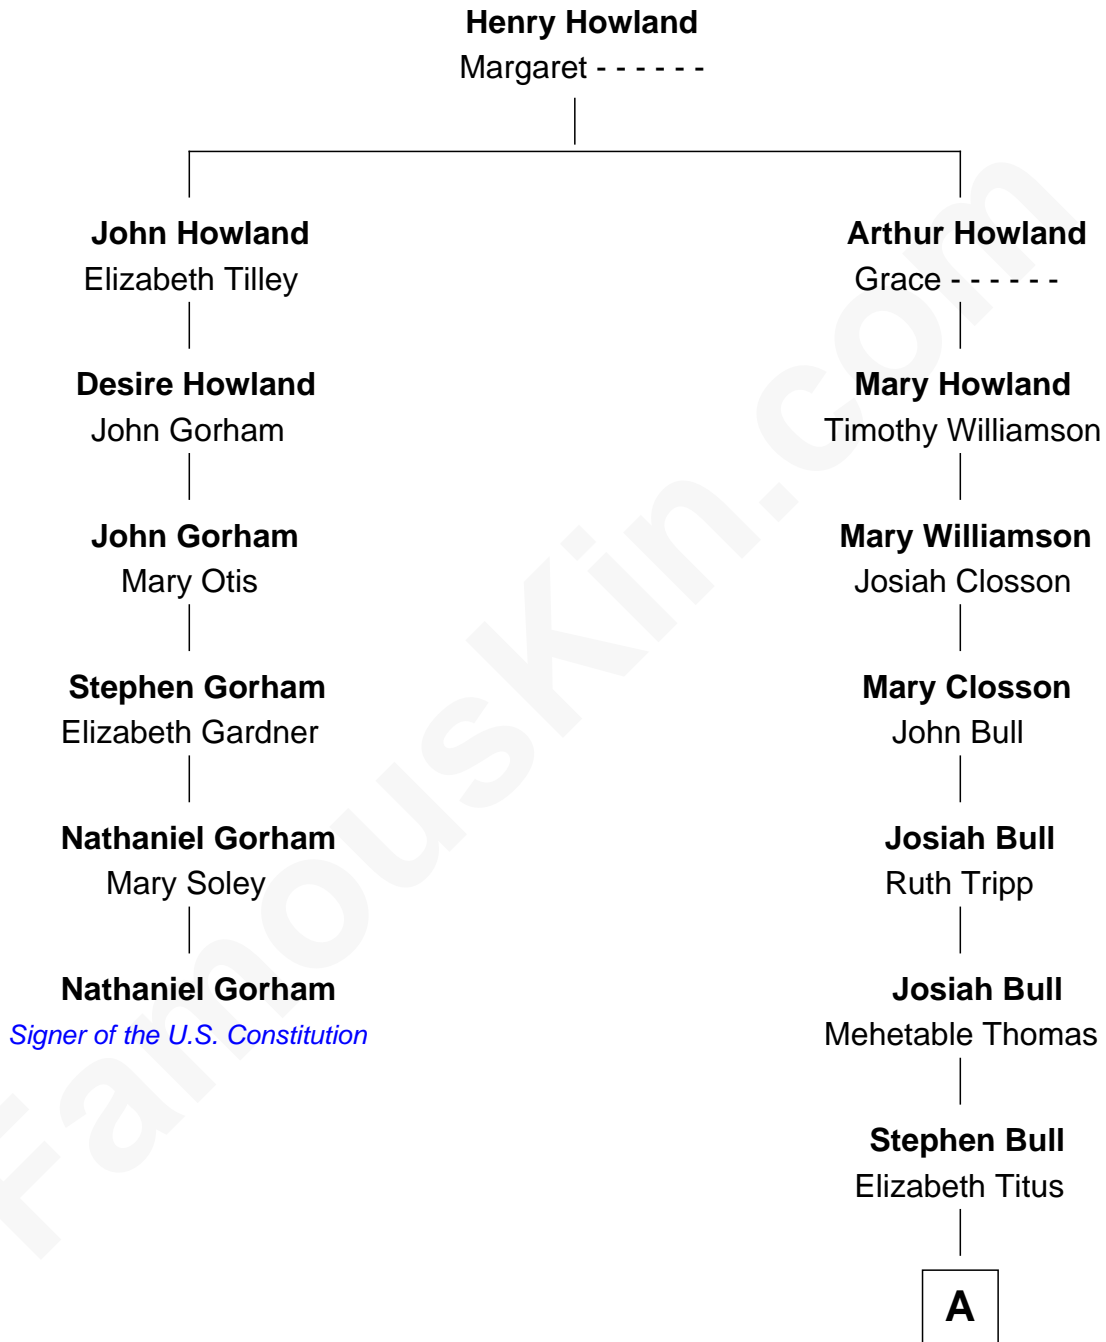 Henry Howland
Margaret - - - - - -
John Howland
Elizabeth Tilley
Arthur Howland
Grace - - - - - -
Desire Howland
John Gorham
Mary Howland
Timothy Williamson
John Gorham
Mary Otis
Mary Williamson
Josiah Closson
Stephen Gorham
Elizabeth Gardner
Mary Closson
John Bull
Nathaniel Gorham
Mary Soley
Josiah Bull
Ruth Tripp
Nathaniel Gorham
Signer of the U.S. Constitution
Josiah Bull
Mehetable Thomas
Stephen Bull
Elizabeth Titus
A
FamousKin.com